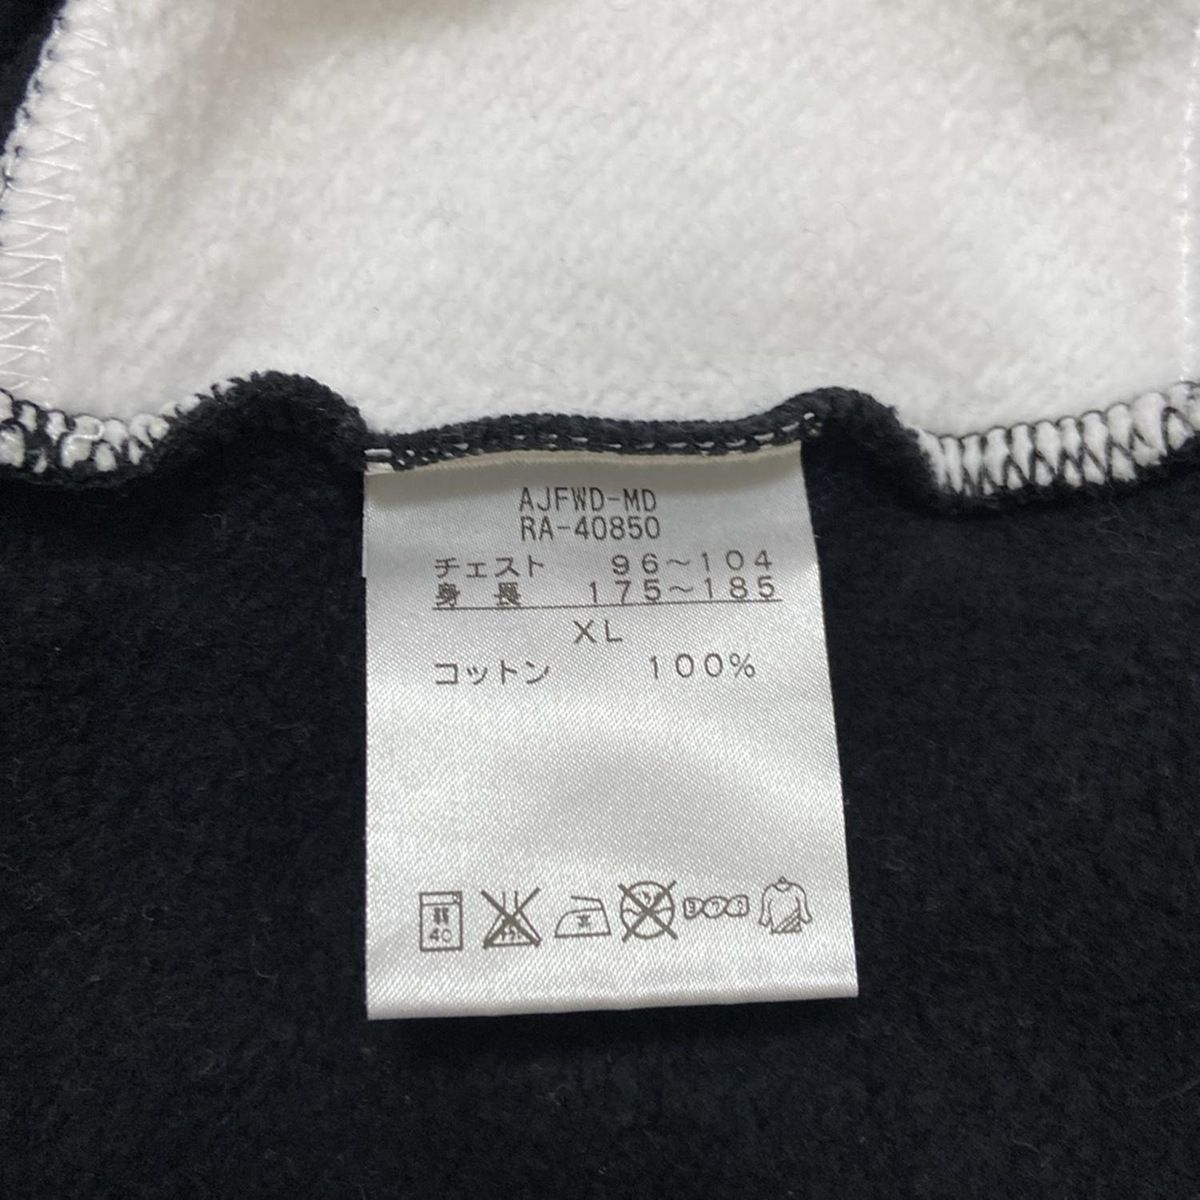 AJFWD-MD
RA-40850
チェスト 96～104
身長 175～185
XL
コットン 100%
40